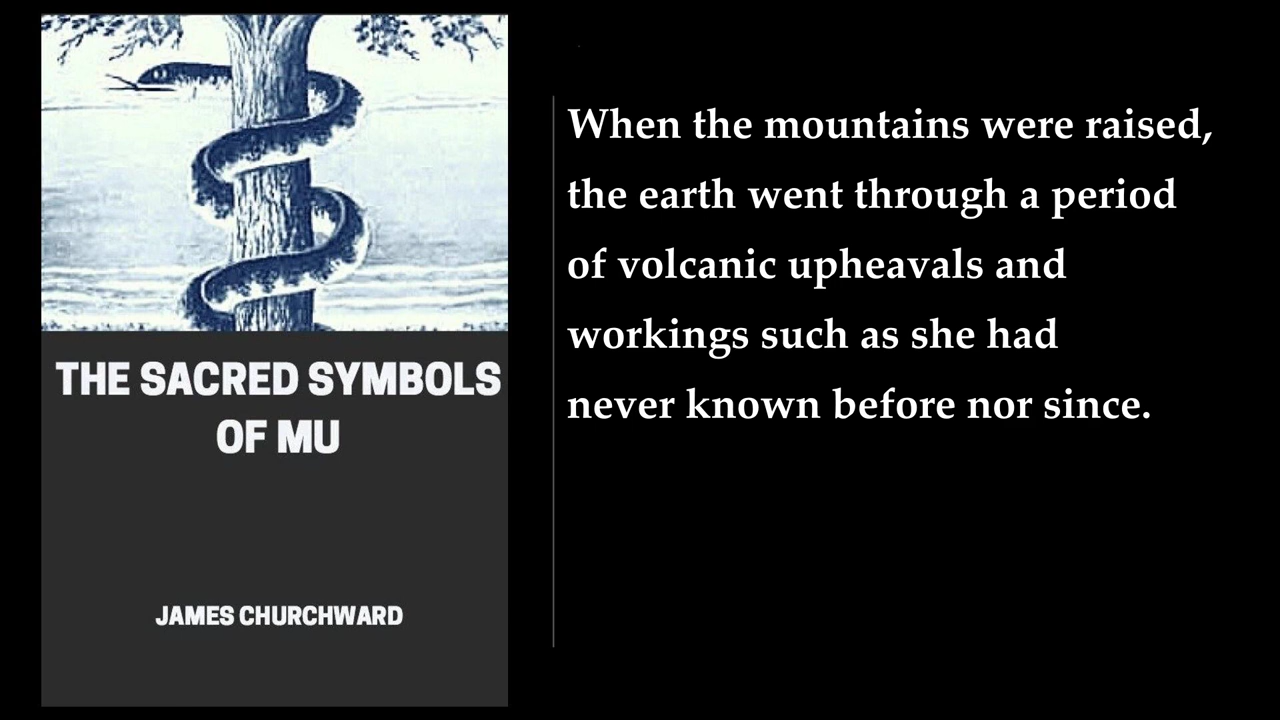 THE SACRED SYMBOLS
OF MU
JAMES CHURCHWARD
When the mountains were raised,
the earth went through a period
of volcanic upheavals and
workings such as she had
never known before nor since.